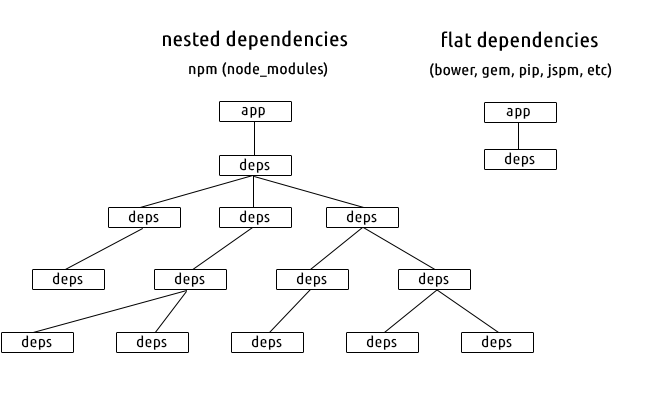 nested dependencies
npm (node_modules)
app
deps
deps deps deps
deps deps deps deps
deps deps deps deps deps
flat dependencies
(bower, gem, pip, jspm, etc)
app
deps